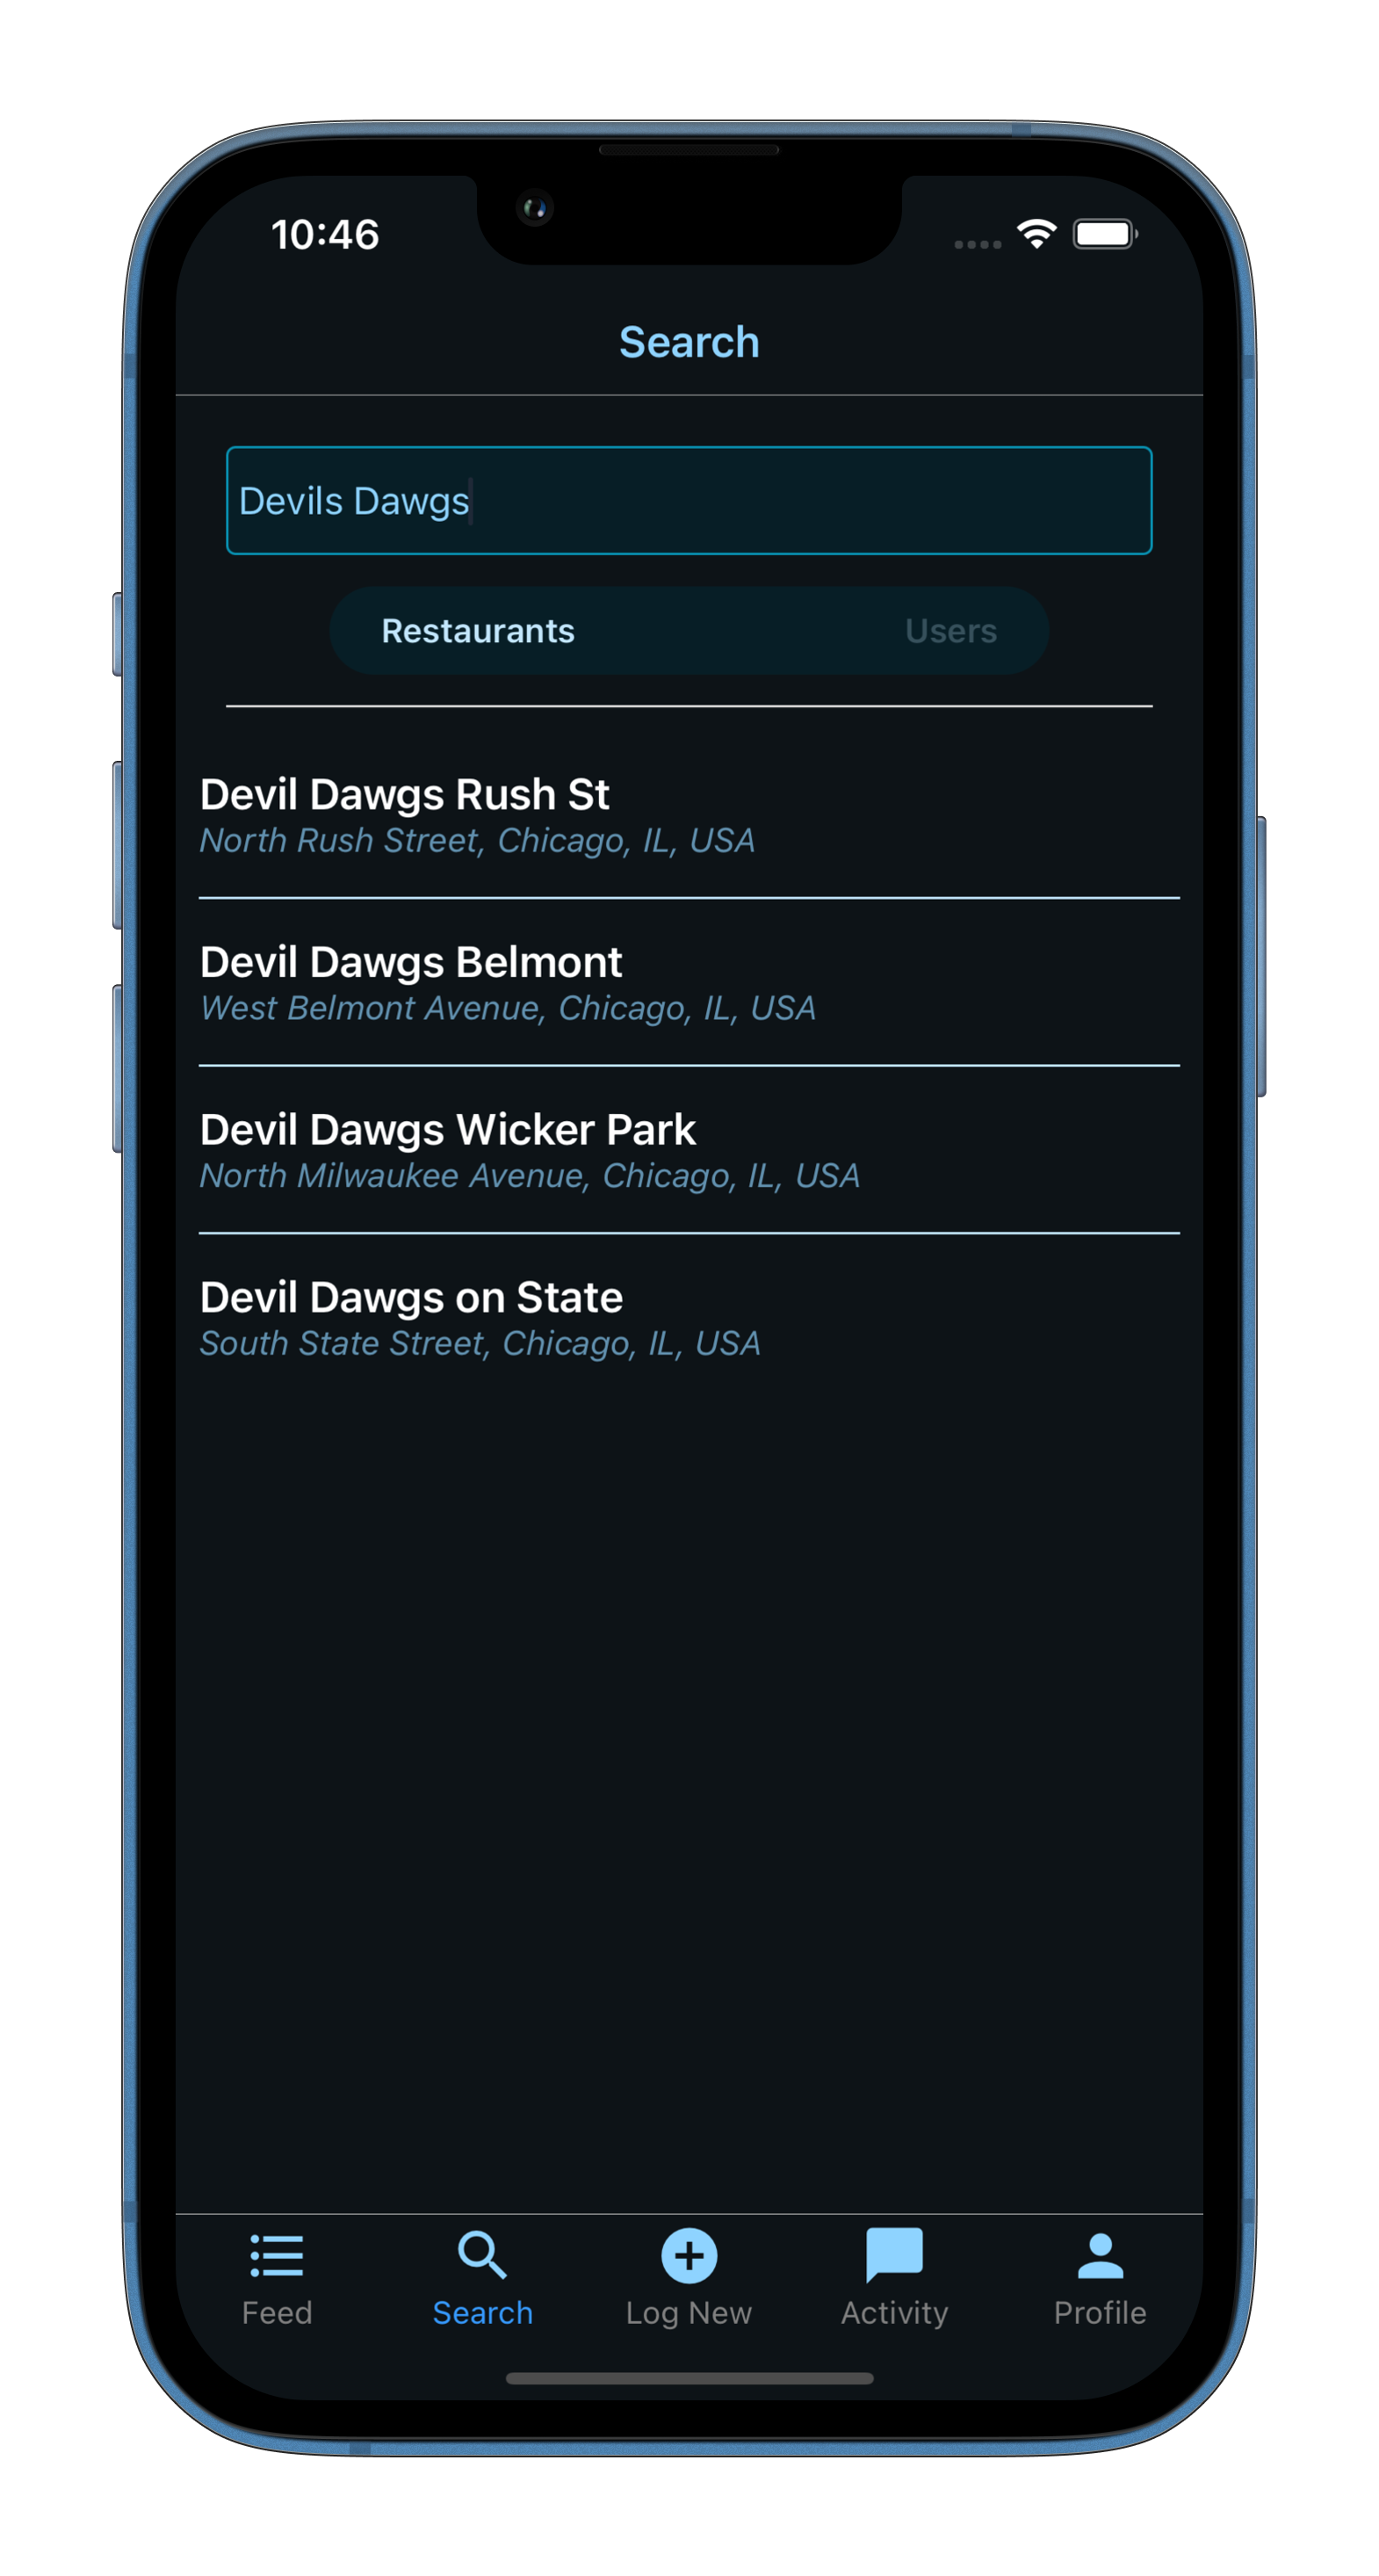 10:46
Search
Devils Dawgs
Restaurants Users
Devil Dawgs Rush St
North Rush Street, Chicago, IL, USA
Devil Dawgs Belmont
West Belmont Avenue, Chicago, IL, USA
Devil Dawgs Wicker Park
North Milwaukee Avenue, Chicago, IL, USA
Devil Dawgs on State
South State Street, Chicago, IL, USA
Feed Search Log New Activity Profile